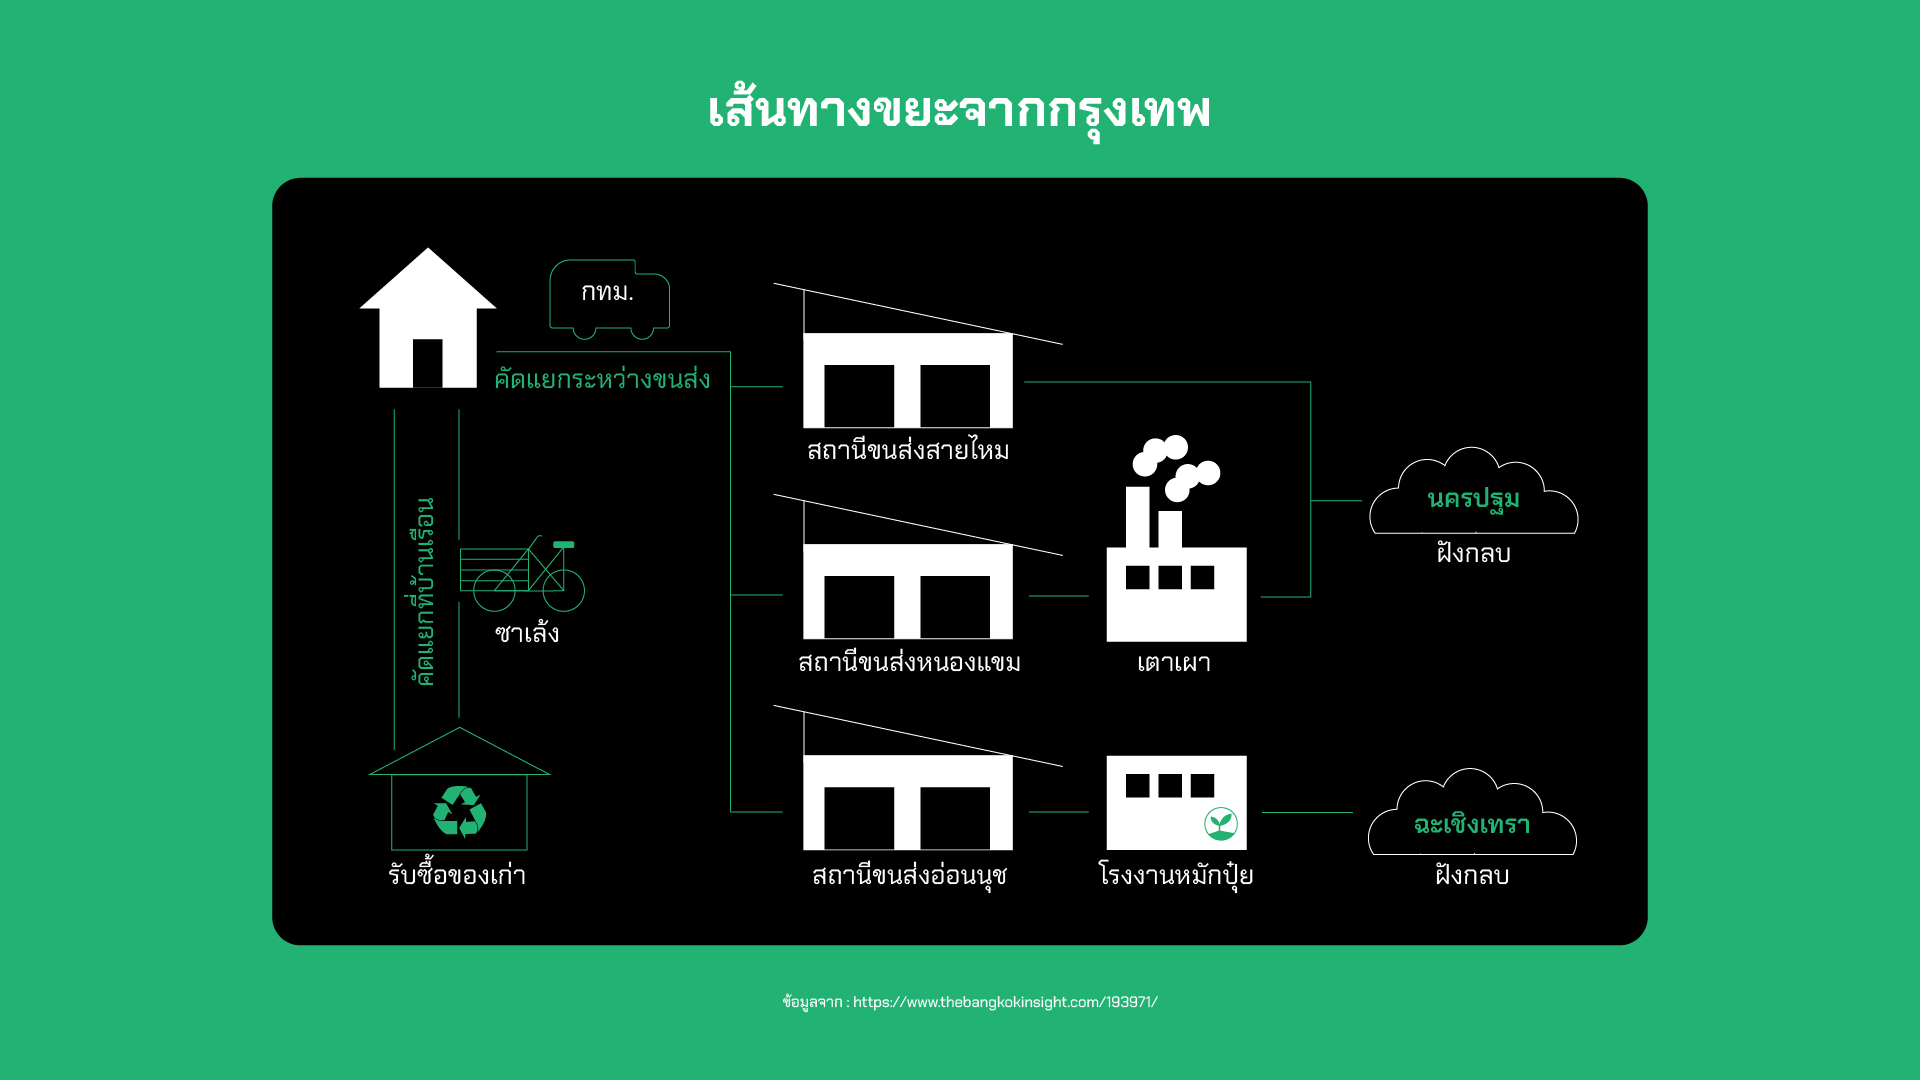 เส้นทางขยะจากกรุงเทพ
กทม.
คัดแยกระหว่างขนส่ง
สถานีขนส่งสายไหม
นครปฐม
ฝังกลบ
คัดแยกที่บ้านเรือน
ซาเล้ง
สถานีขนส่งหนองแขม
เตาเผา
ฉะเชิงเทรา
รับซื้อของเก่า
สถานีขนส่งอ่อนนุช
โรงงานหมักปุ๋ย
ฝังกลบ
ข้อมูลจาก : https://www.thebangkokinsight.com/193971/